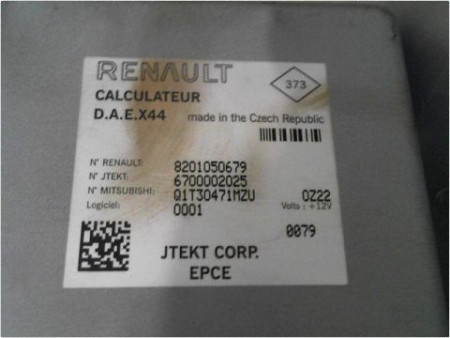 RENAULT
373
CALCULATEUR
D.A.E.X44 made in the Czech Republic
N° RENAULT: 8201050679
N° JTEKT: 6700002025
N° MITSUBISHI: Q1T30471MZU OZ22
Logiciel: 0001 Volts : +12V
0079
JTEKT CORP.
EPCE